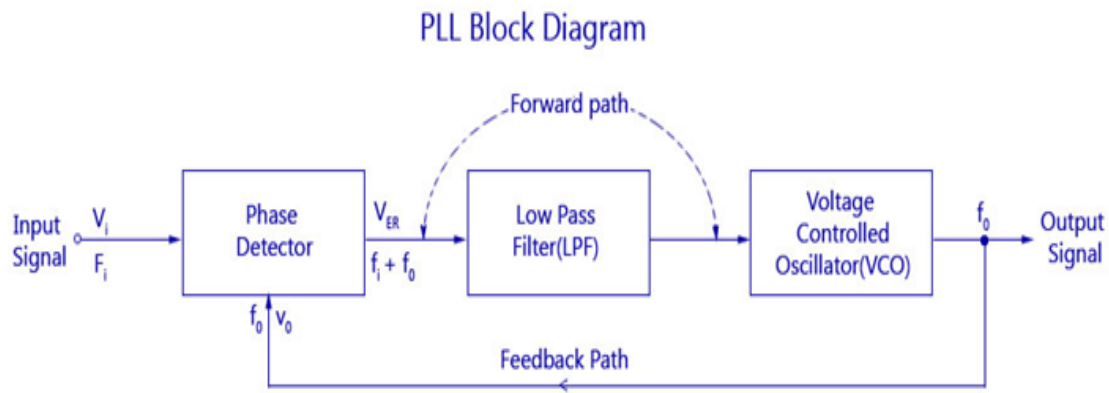 PLL Block Diagram
Forward path
Input
Signal
Vᵢ
Fᵢ
Phase
Detector
V_ER
fᵢ + f₀
Low Pass
Filter(LPF)
Voltage
Controlled
Oscillator(VCO)
f₀
Output
Signal
f₀ v₀
Feedback Path